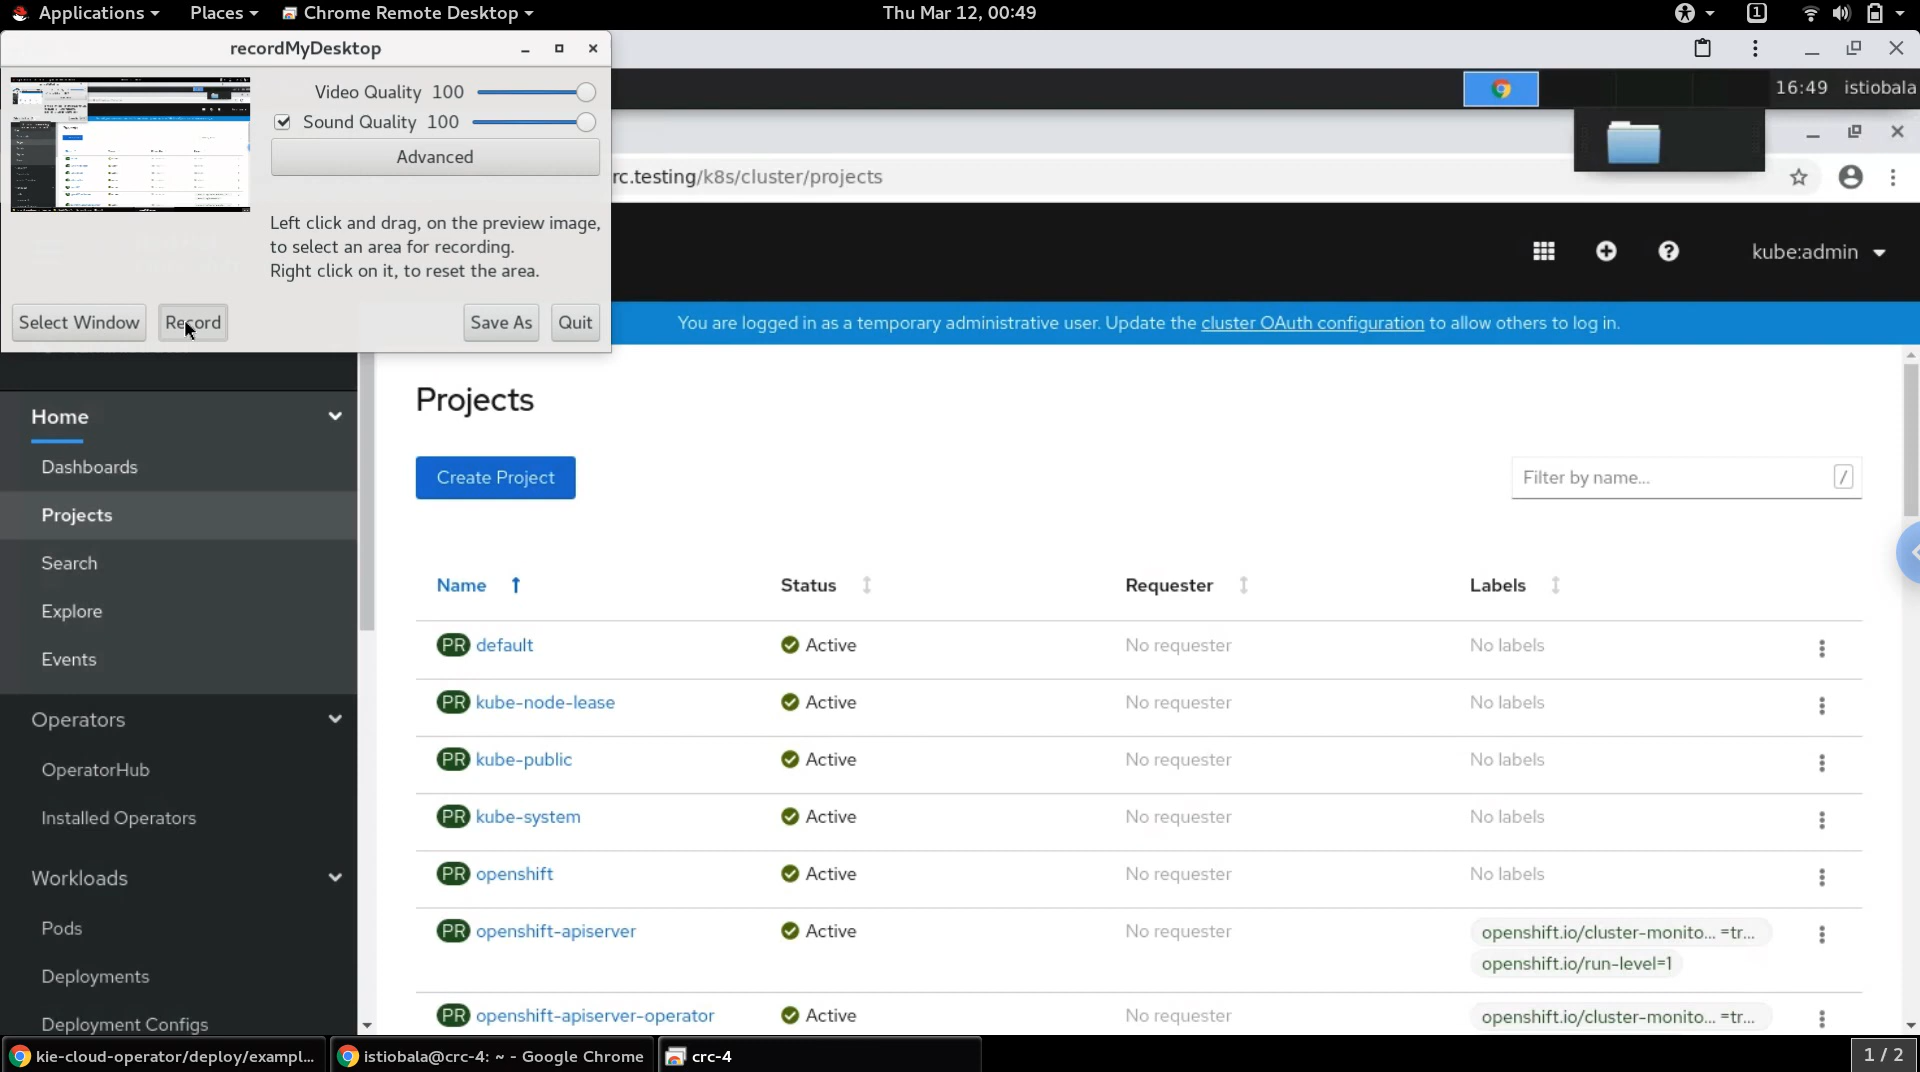 Applications Places Chrome Remote Desktop Thu Mar 12, 00:49 1
recordMyDesktop
Video Quality 100
Sound Quality 100
Advanced
Left click and drag, on the preview image,
to select an area for recording.
Right click on it, to reset the area.
Select Window Record Save As Quit
16:49 istiobala
rc.testing/k8s/cluster/projects
kube:admin
You are logged in as a temporary administrative user. Update the cluster OAuth configuration to allow others to log in.
Home
Dashboards
Projects
Search
Explore
Events
Operators
OperatorHub
Installed Operators
Workloads
Pods
Deployments
Deployment Configs
Projects
Create Project
Filter by name... /
Name Status Requester Labels
PR default Active No requester No labels
PR kube-node-lease Active No requester No labels
PR kube-public Active No requester No labels
PR kube-system Active No requester No labels
PR openshift Active No requester No labels
PR openshift-apiserver Active No requester openshift.io/cluster-monito... =tr...
openshift.io/run-level=1
PR openshift-apiserver-operator Active No requester openshift.io/cluster-monito... =tr...
kie-cloud-operator/deploy/exampl... istiobala@crc-4: ~ - Google Chrome crc-4 1 / 2